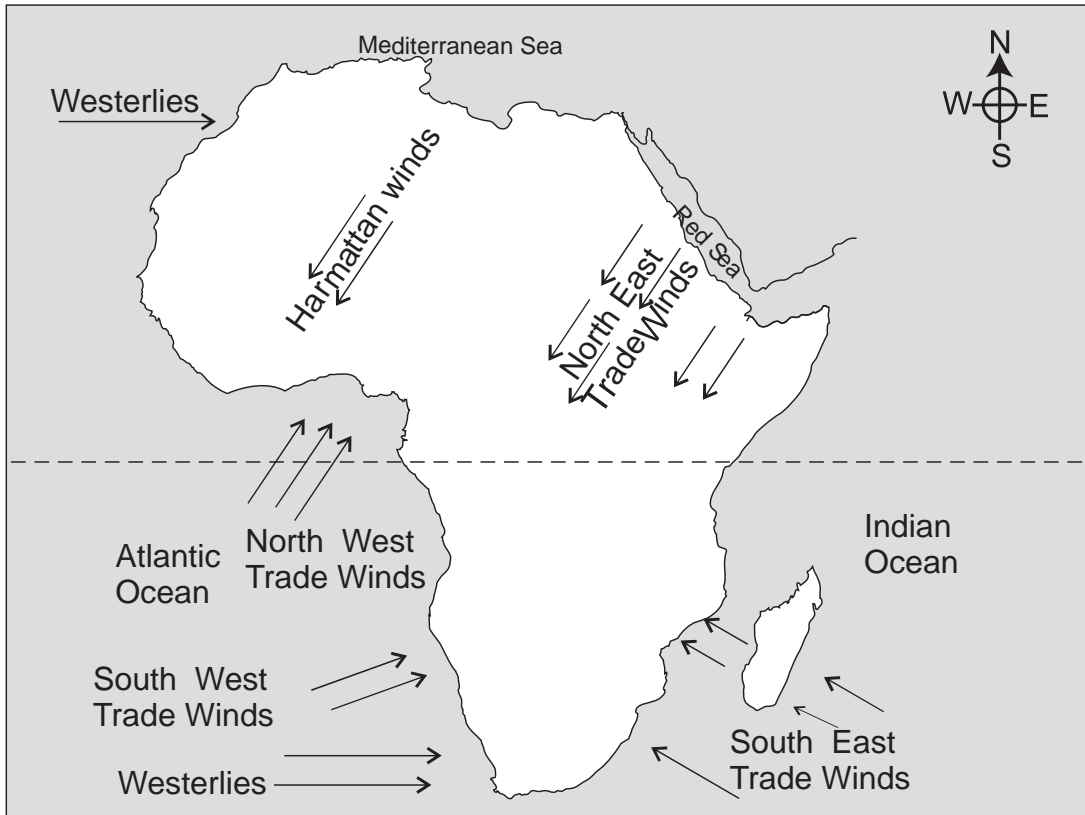 Mediterranean Sea
Westerlies
N
W E
S
Harmattan winds
Red Sea
North East
Trade Winds
Atlantic
Ocean
North West
Trade Winds
Indian
Ocean
South West
Trade Winds
Westerlies
South East
Trade Winds